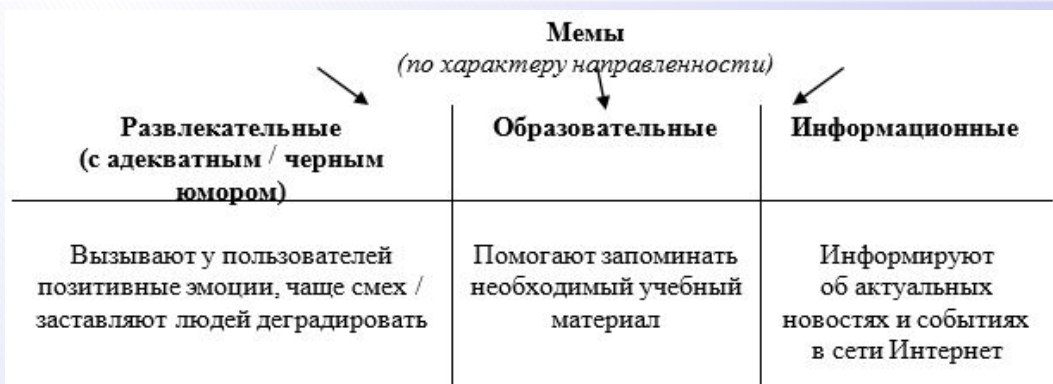 Мемы
(по характеру направленности)
Развлекательные
(с адекватным / черным
юмором)
Образовательные
Информационные
Вызывают у пользователей
позитивные эмоции, чаще смех /
заставляют людей деградировать
Помогают запоминать
необходимый учебный
материал
Информируют
об актуальных
новостях и событиях
в сети Интернет